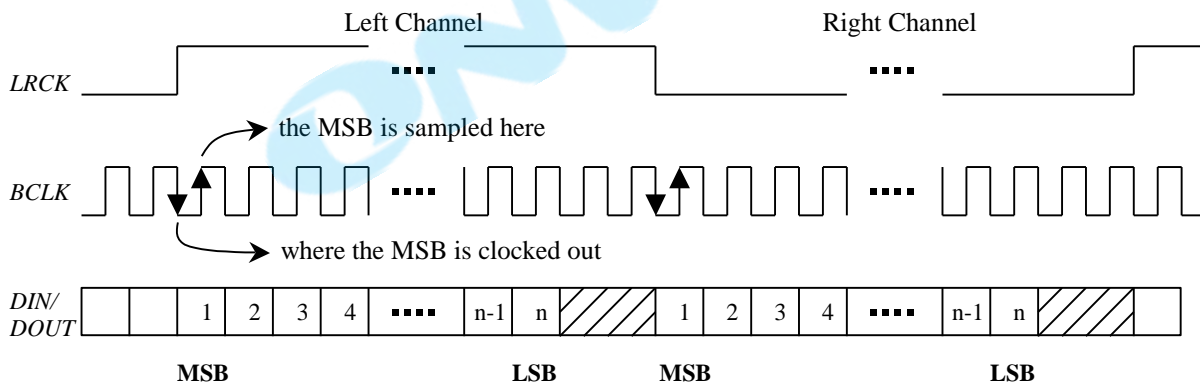 Left Channel Right Channel
LRCK
the MSB is sampled here
BCLK
where the MSB is clocked out
DIN/
DOUT
1 2 3 4 n-1 n 1 2 3 4 n-1 n
MSB LSB MSB LSB